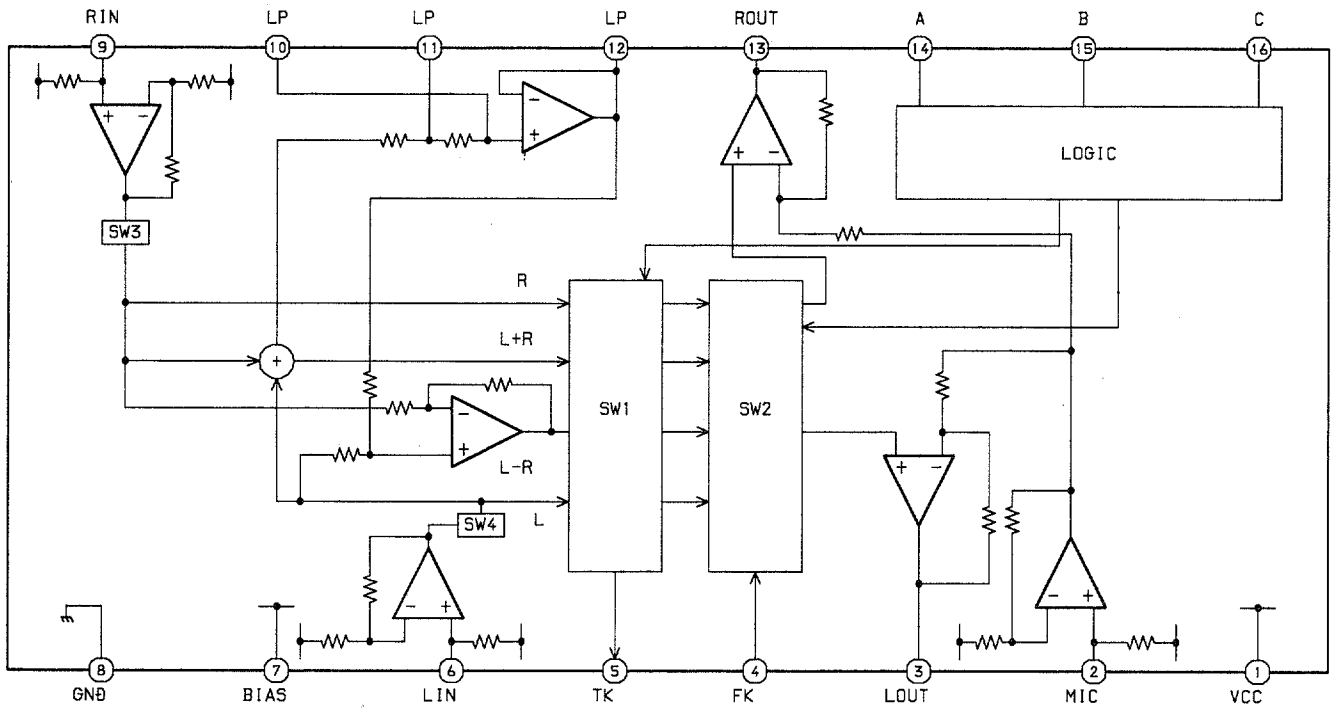 RIN LP LP LP ROUT A B C
9 10 11 12 13 14 15 16
+ - - + + - LOGIC
SW3
R
L+R
+
SW1 SW2
- + L-R
+ -
L
SW4
- + - +
8 7 6 5 4 3 2 1
GND BIAS LIN TK FK LOUT MIC VCC